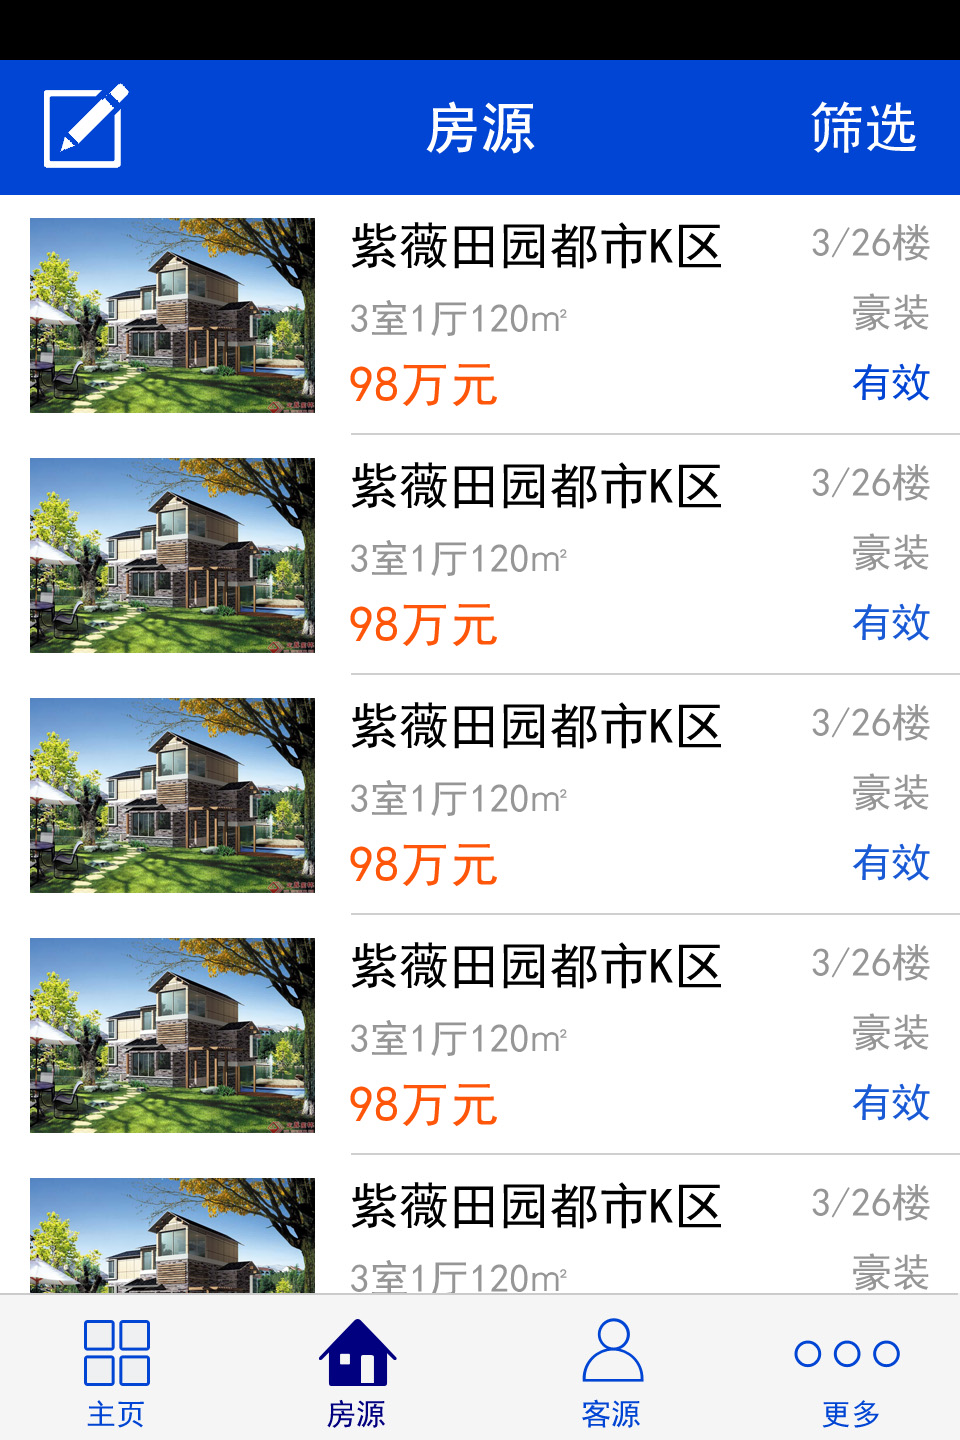 房源
筛选
紫薇田园都市K区
3/26楼
3室1厅120m²
豪装
98万元
有效
紫薇田园都市K区
3/26楼
3室1厅120m²
豪装
98万元
有效
紫薇田园都市K区
3/26楼
3室1厅120m²
豪装
98万元
有效
紫薇田园都市K区
3/26楼
3室1厅120m²
豪装
98万元
有效
紫薇田园都市K区
3/26楼
3室1厅120m²
豪装
主页
房源
客源
更多